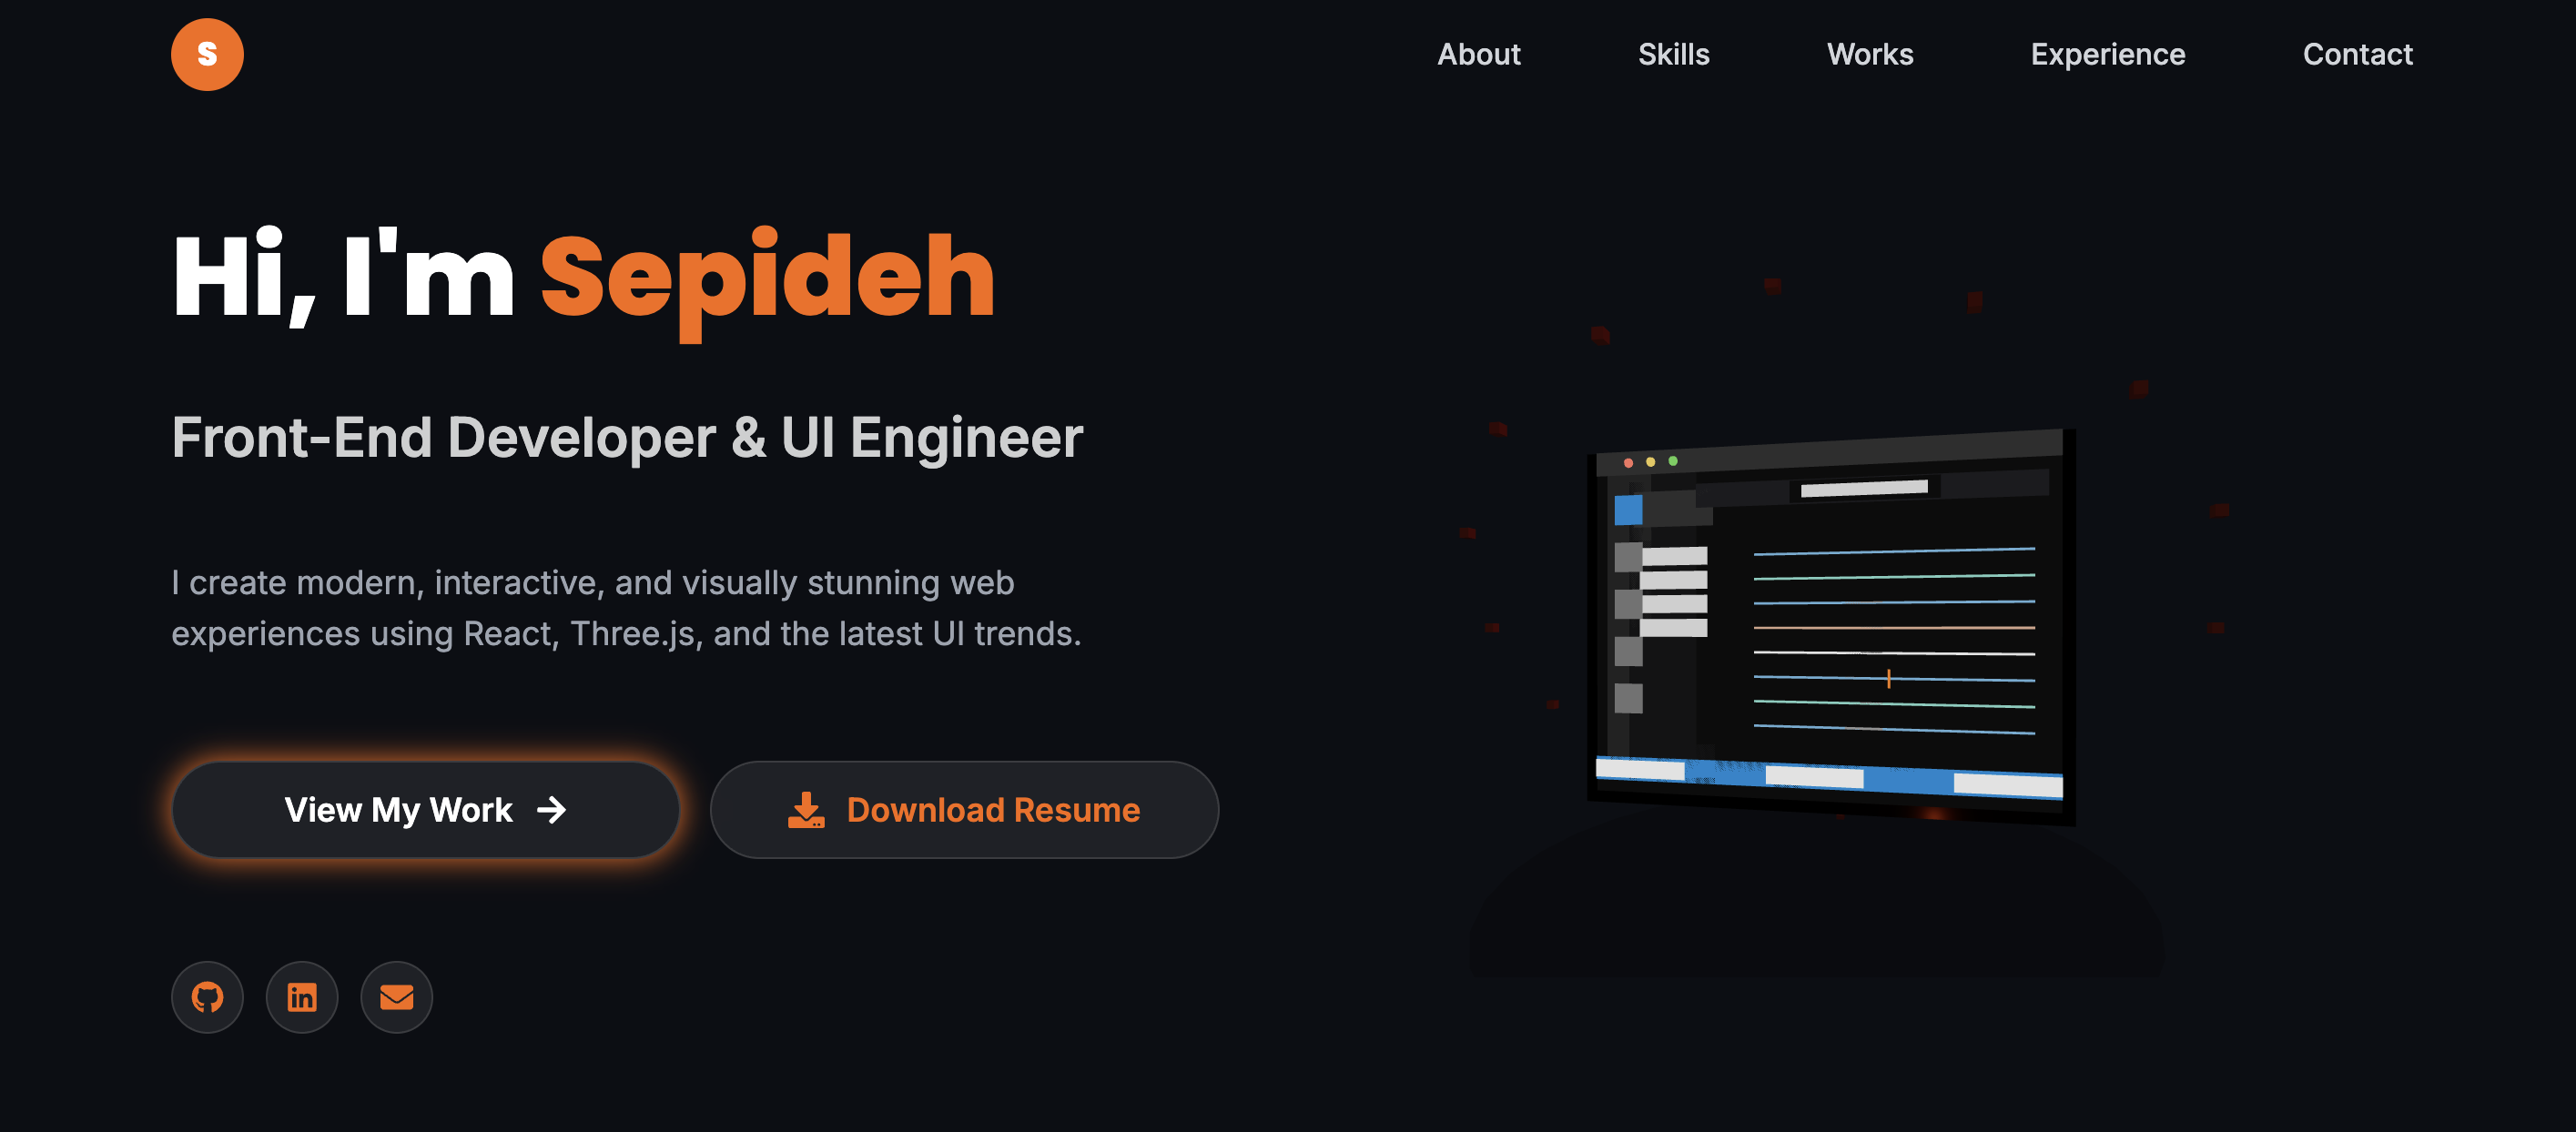 S
About
Skills
Works
Experience
Contact
Hi, I'm Sepideh
Front-End Developer & UI Engineer
I create modern, interactive, and visually stunning web
experiences using React, Three.js, and the latest UI trends.
View My Work
Download Resume
in